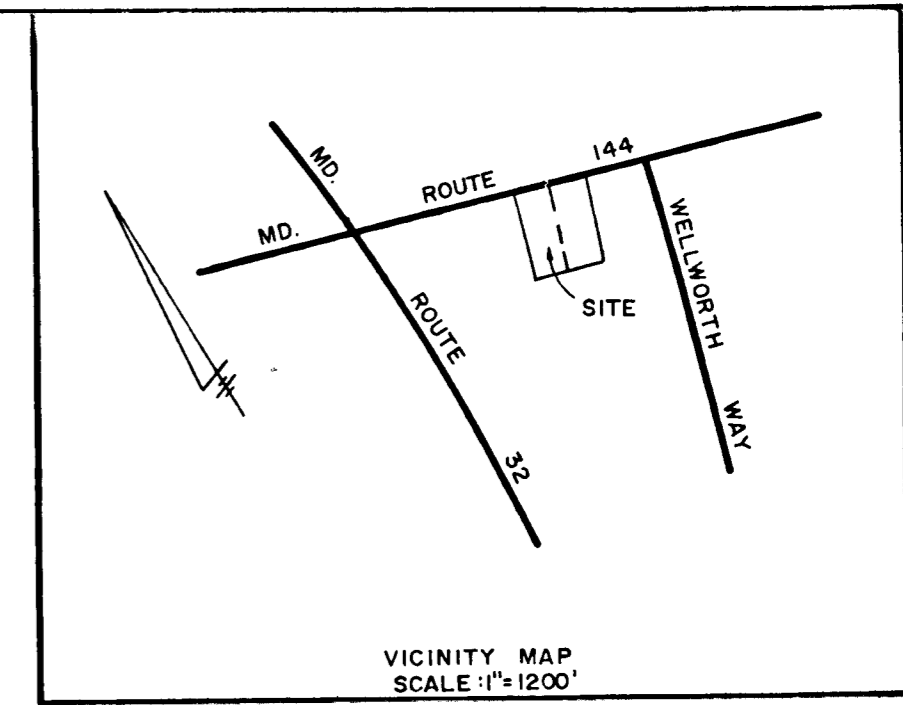 MD. ROUTE 144
MD. ROUTE 32
WELLWORTH WAY
SITE
VICINITY MAP
SCALE:1"=1200'